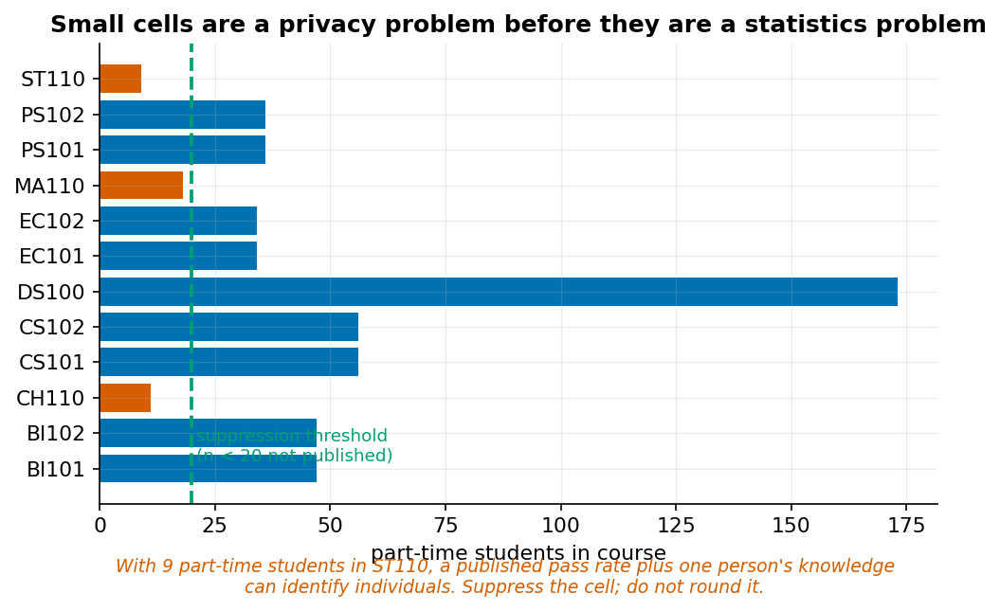 Small cells are a privacy problem before they are a statistics problem
ST110
PS102
PS101
MA110
EC102
EC101
DS100
CS102
CS101
CH110
BI102
BI101
suppression threshold
(n < 20 not published)
0 25 50 75 100 125 150 175
part-time students in course
With 9 part-time students in ST110, a published pass rate plus one person's knowledge
can identify individuals. Suppress the cell; do not round it.